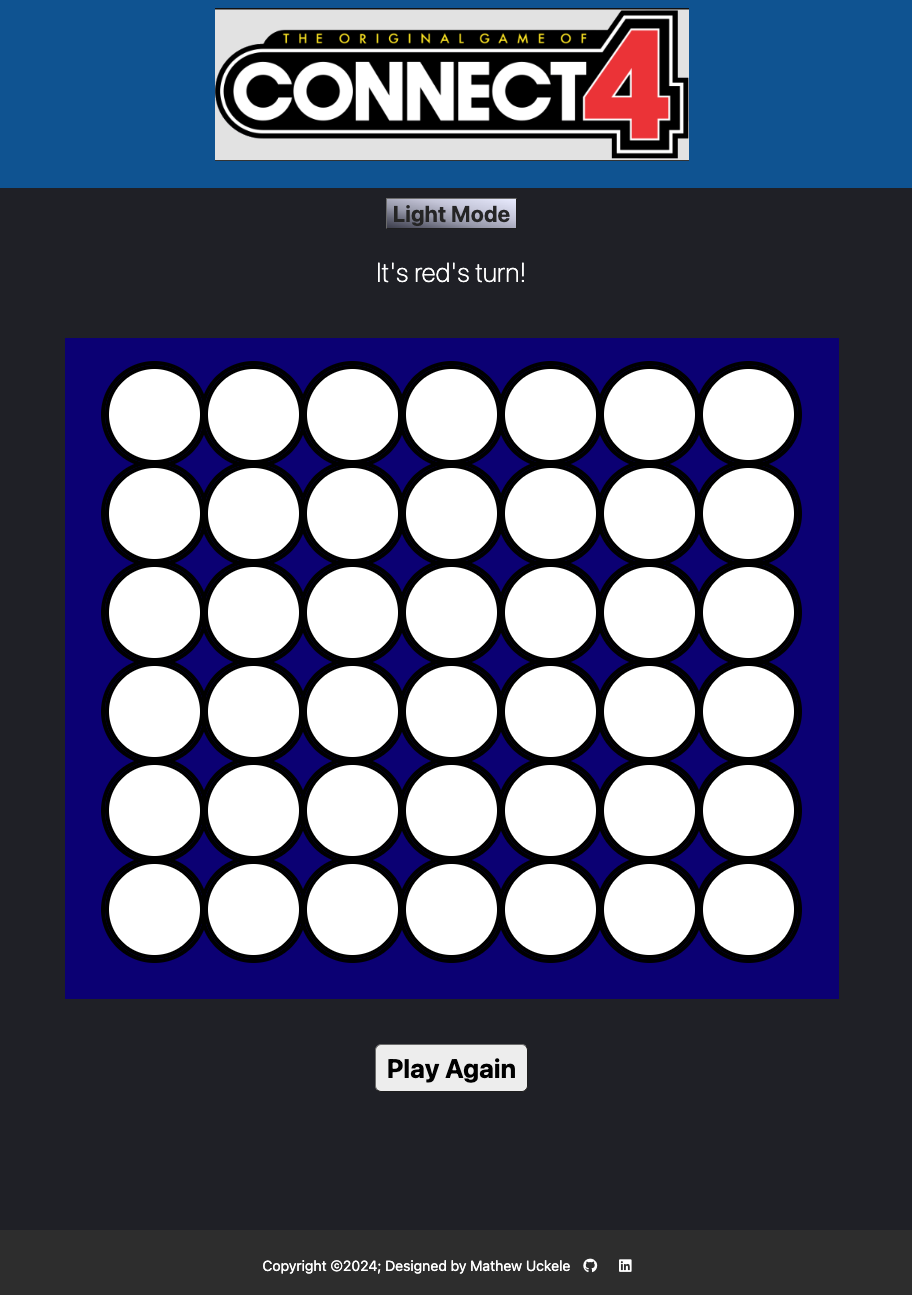 THE ORIGINAL GAME OF
CONNECT4
Light Mode
It's red's turn!
Play Again
Copyright ©2024; Designed by Mathew Uckele